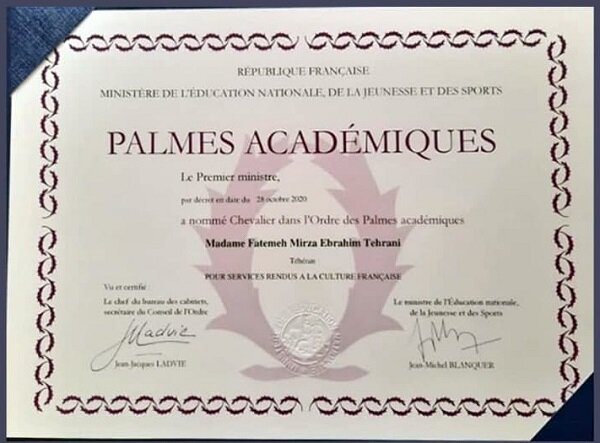 RÉPUBLIQUE FRANÇAISE
MINISTÈRE DE L'ÉDUCATION NATIONALE, DE LA JEUNESSE ET DES SPORTS
PALMES ACADÉMIQUES
Le Premier ministre,
par décret en date du 28 octobre 2020
a nommé Chevalier dans l'Ordre des Palmes académiques
Madame Fatemeh Mirza Ebrahim Tehrani
Téhéran
POUR SERVICES RENDUS A LA CULTURE FRANÇAISE
Vu et certifié
Le chef du bureau des cabinets,
secrétaire du Conseil de l'Ordre
Jean-Jacques LADVIE
Le ministre de l'Éducation nationale,
de la Jeunesse et des Sports
Jean-Michel BLANQUER